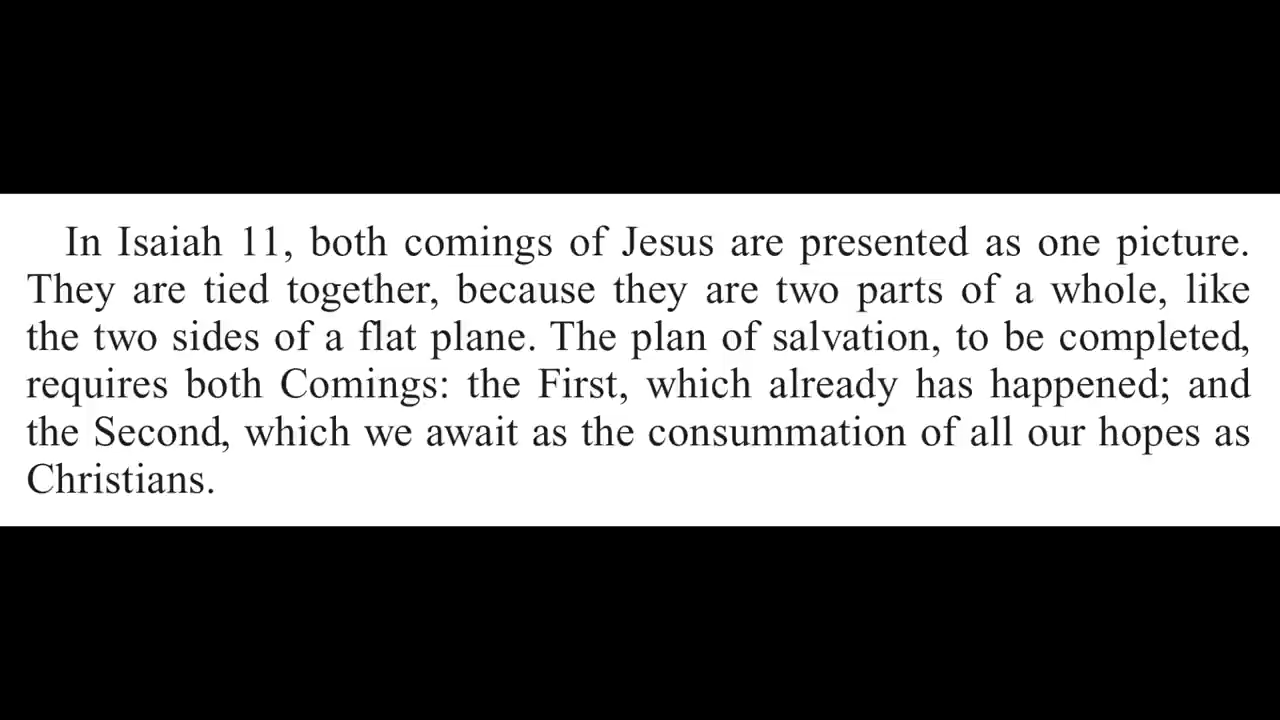 In Isaiah 11, both comings of Jesus are presented as one picture.
They are tied together, because they are two parts of a whole, like
the two sides of a flat plane. The plan of salvation, to be completed,
requires both Comings: the First, which already has happened; and
the Second, which we await as the consummation of all our hopes as
Christians.